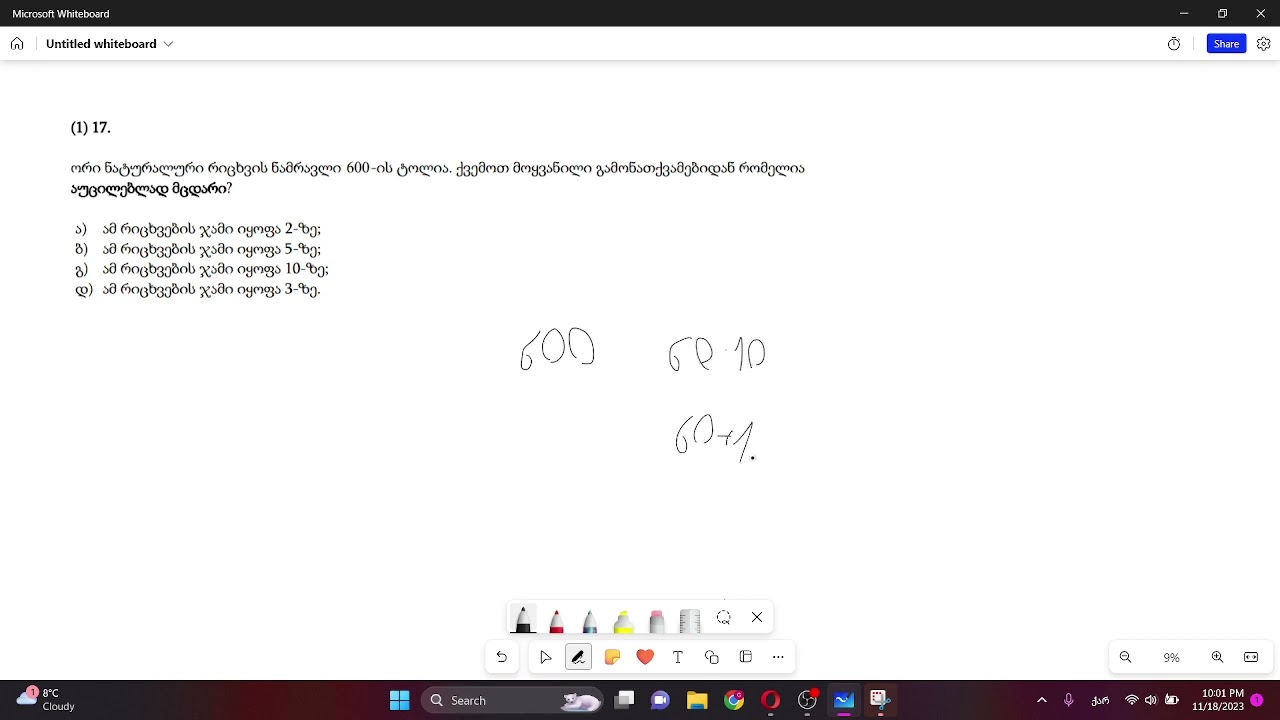 Microsoft Whiteboard
Untitled whiteboard
Share
(1) 17.
ორი ნატურალური რიცხვის ნამრავლი 600-ის ტოლია. ქვემოთ მოყვანილი გამონათქვამებიდან რომელია
აუცილებლად მცდარი?
ა) ამ რიცხვების ჯამი იყოფა 2-ზე;
ბ) ამ რიცხვების ჯამი იყოფა 5-ზე;
გ) ამ რიცხვების ჯამი იყოფა 10-ზე;
დ) ამ რიცხვების ჯამი იყოფა 3-ზე.
600 60·10
60+1
9%
1 8°C
Cloudy
Search
ქარ
10:01 PM
11/18/2023
1